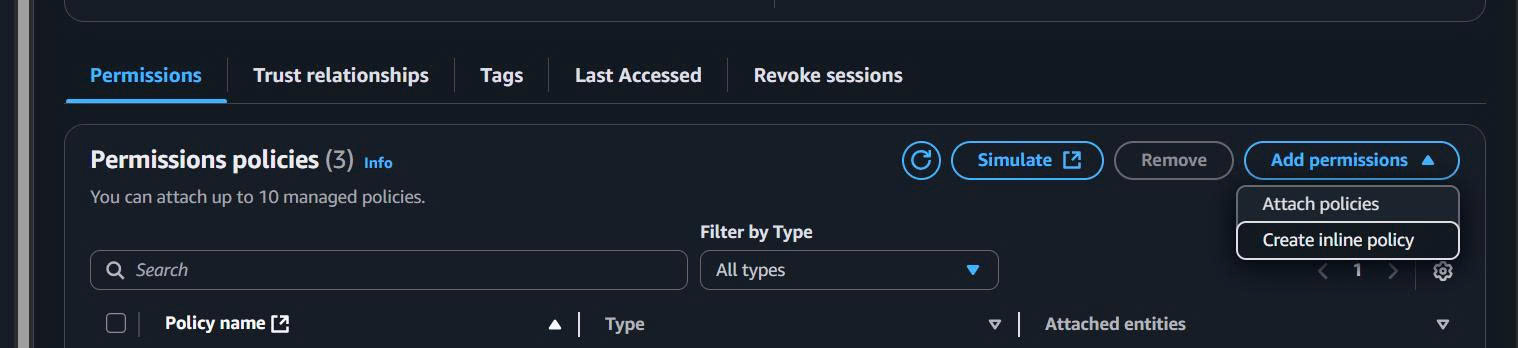 Permissions Trust relationships Tags Last Accessed Revoke sessions
Permissions policies (3) Info Simulate Remove Add permissions
You can attach up to 10 managed policies.
Attach policies
Filter by Type
Create inline policy
Search All types 1
Policy name Type Attached entities